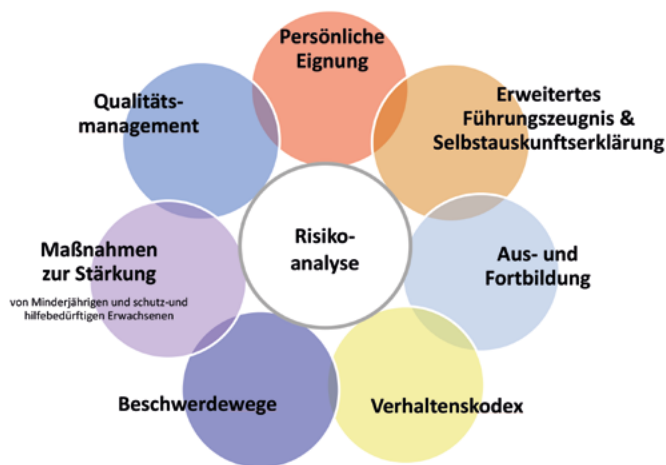 Persönliche
Eignung
Erweitertes
Führungszeugnis &
Selbstauskunftserklärung
Aus- und
Fortbildung
Verhaltenskodex
Beschwerdewege
Maßnahmen
zur Stärkung
von Minderjährigen und schutz-und
hilfebedürftigen Erwachsenen
Qualitäts-
management
Risiko-
analyse